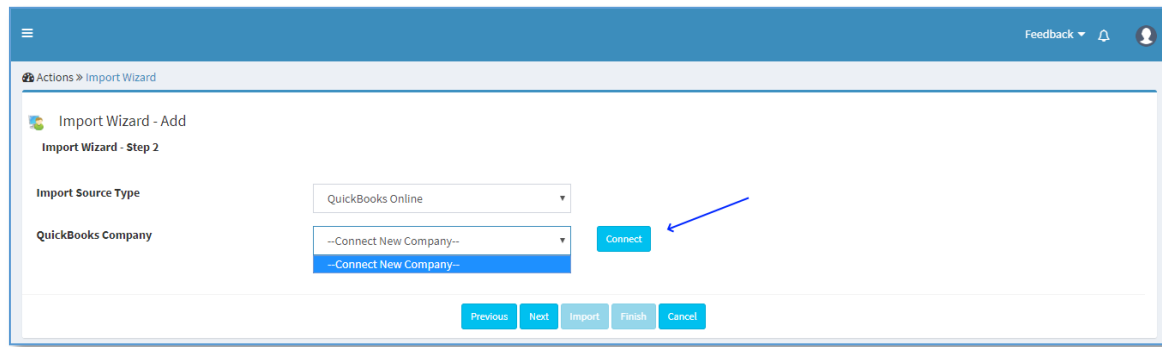 Feedback
Actions » Import Wizard
Import Wizard - Add
Import Wizard - Step 2
Import Source Type
QuickBooks Online
QuickBooks Company
--Connect New Company--
Connect
--Connect New Company--
Previous Next Import Finish Cancel